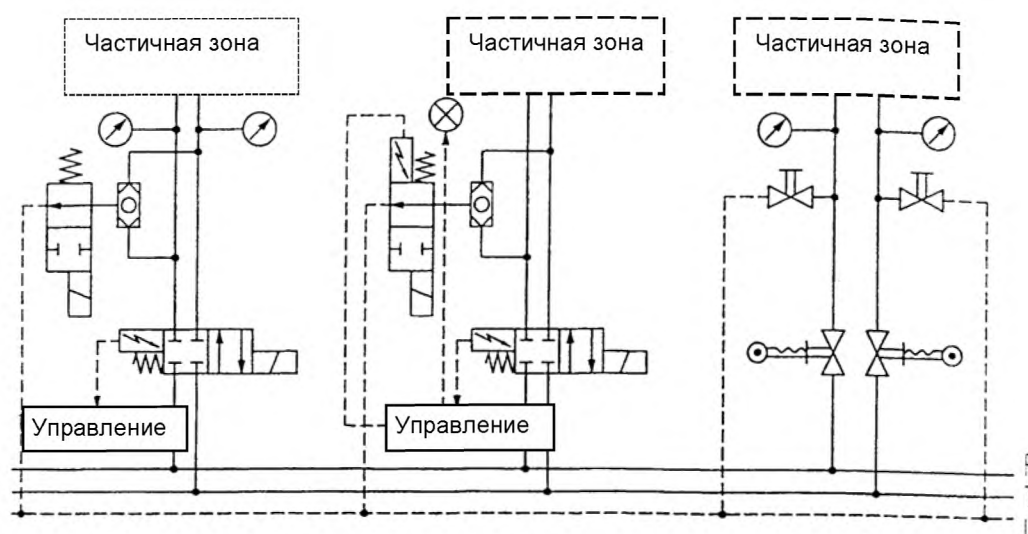 Частичная зона
Частичная зона
Частичная зона
Управление
Управление